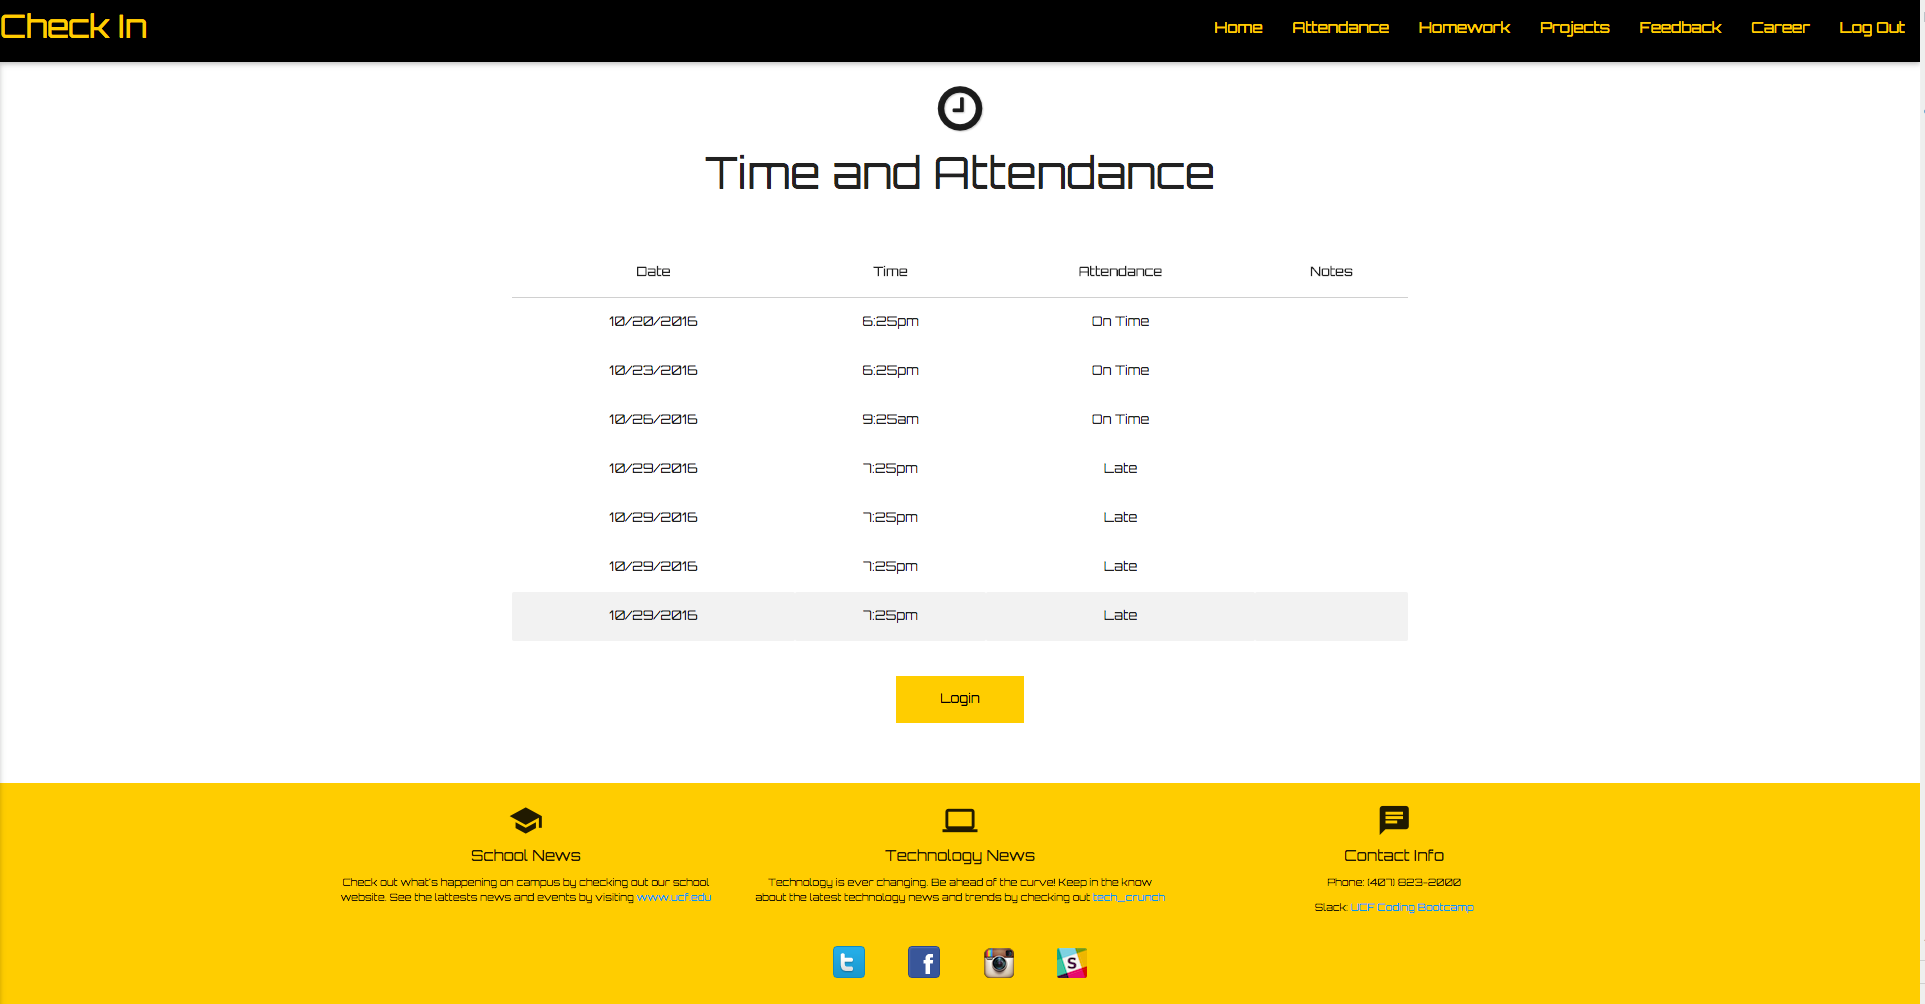 Check In
Home Attendance Homework Projects Feedback Career Log Out
Time and Attendance
Date Time Attendance Notes
10/20/2016 6:25pm On Time
10/23/2016 6:25pm On Time
10/26/2016 9:25am On Time
10/29/2016 7:25pm Late
10/29/2016 7:25pm Late
10/29/2016 7:25pm Late
10/29/2016 7:25pm Late
Login
School News
Check out what's happening on campus by checking out our school
website. See the lattests news and events by visiting www.ucf.edu
Technology News
Technology is ever changing. Be ahead of the curve! Keep in the know
about the latest technology news and trends by checking out tech_crunch
Contact Info
Phone: (407) 823-2000
Slack: UCF Coding Bootcamp
t f S